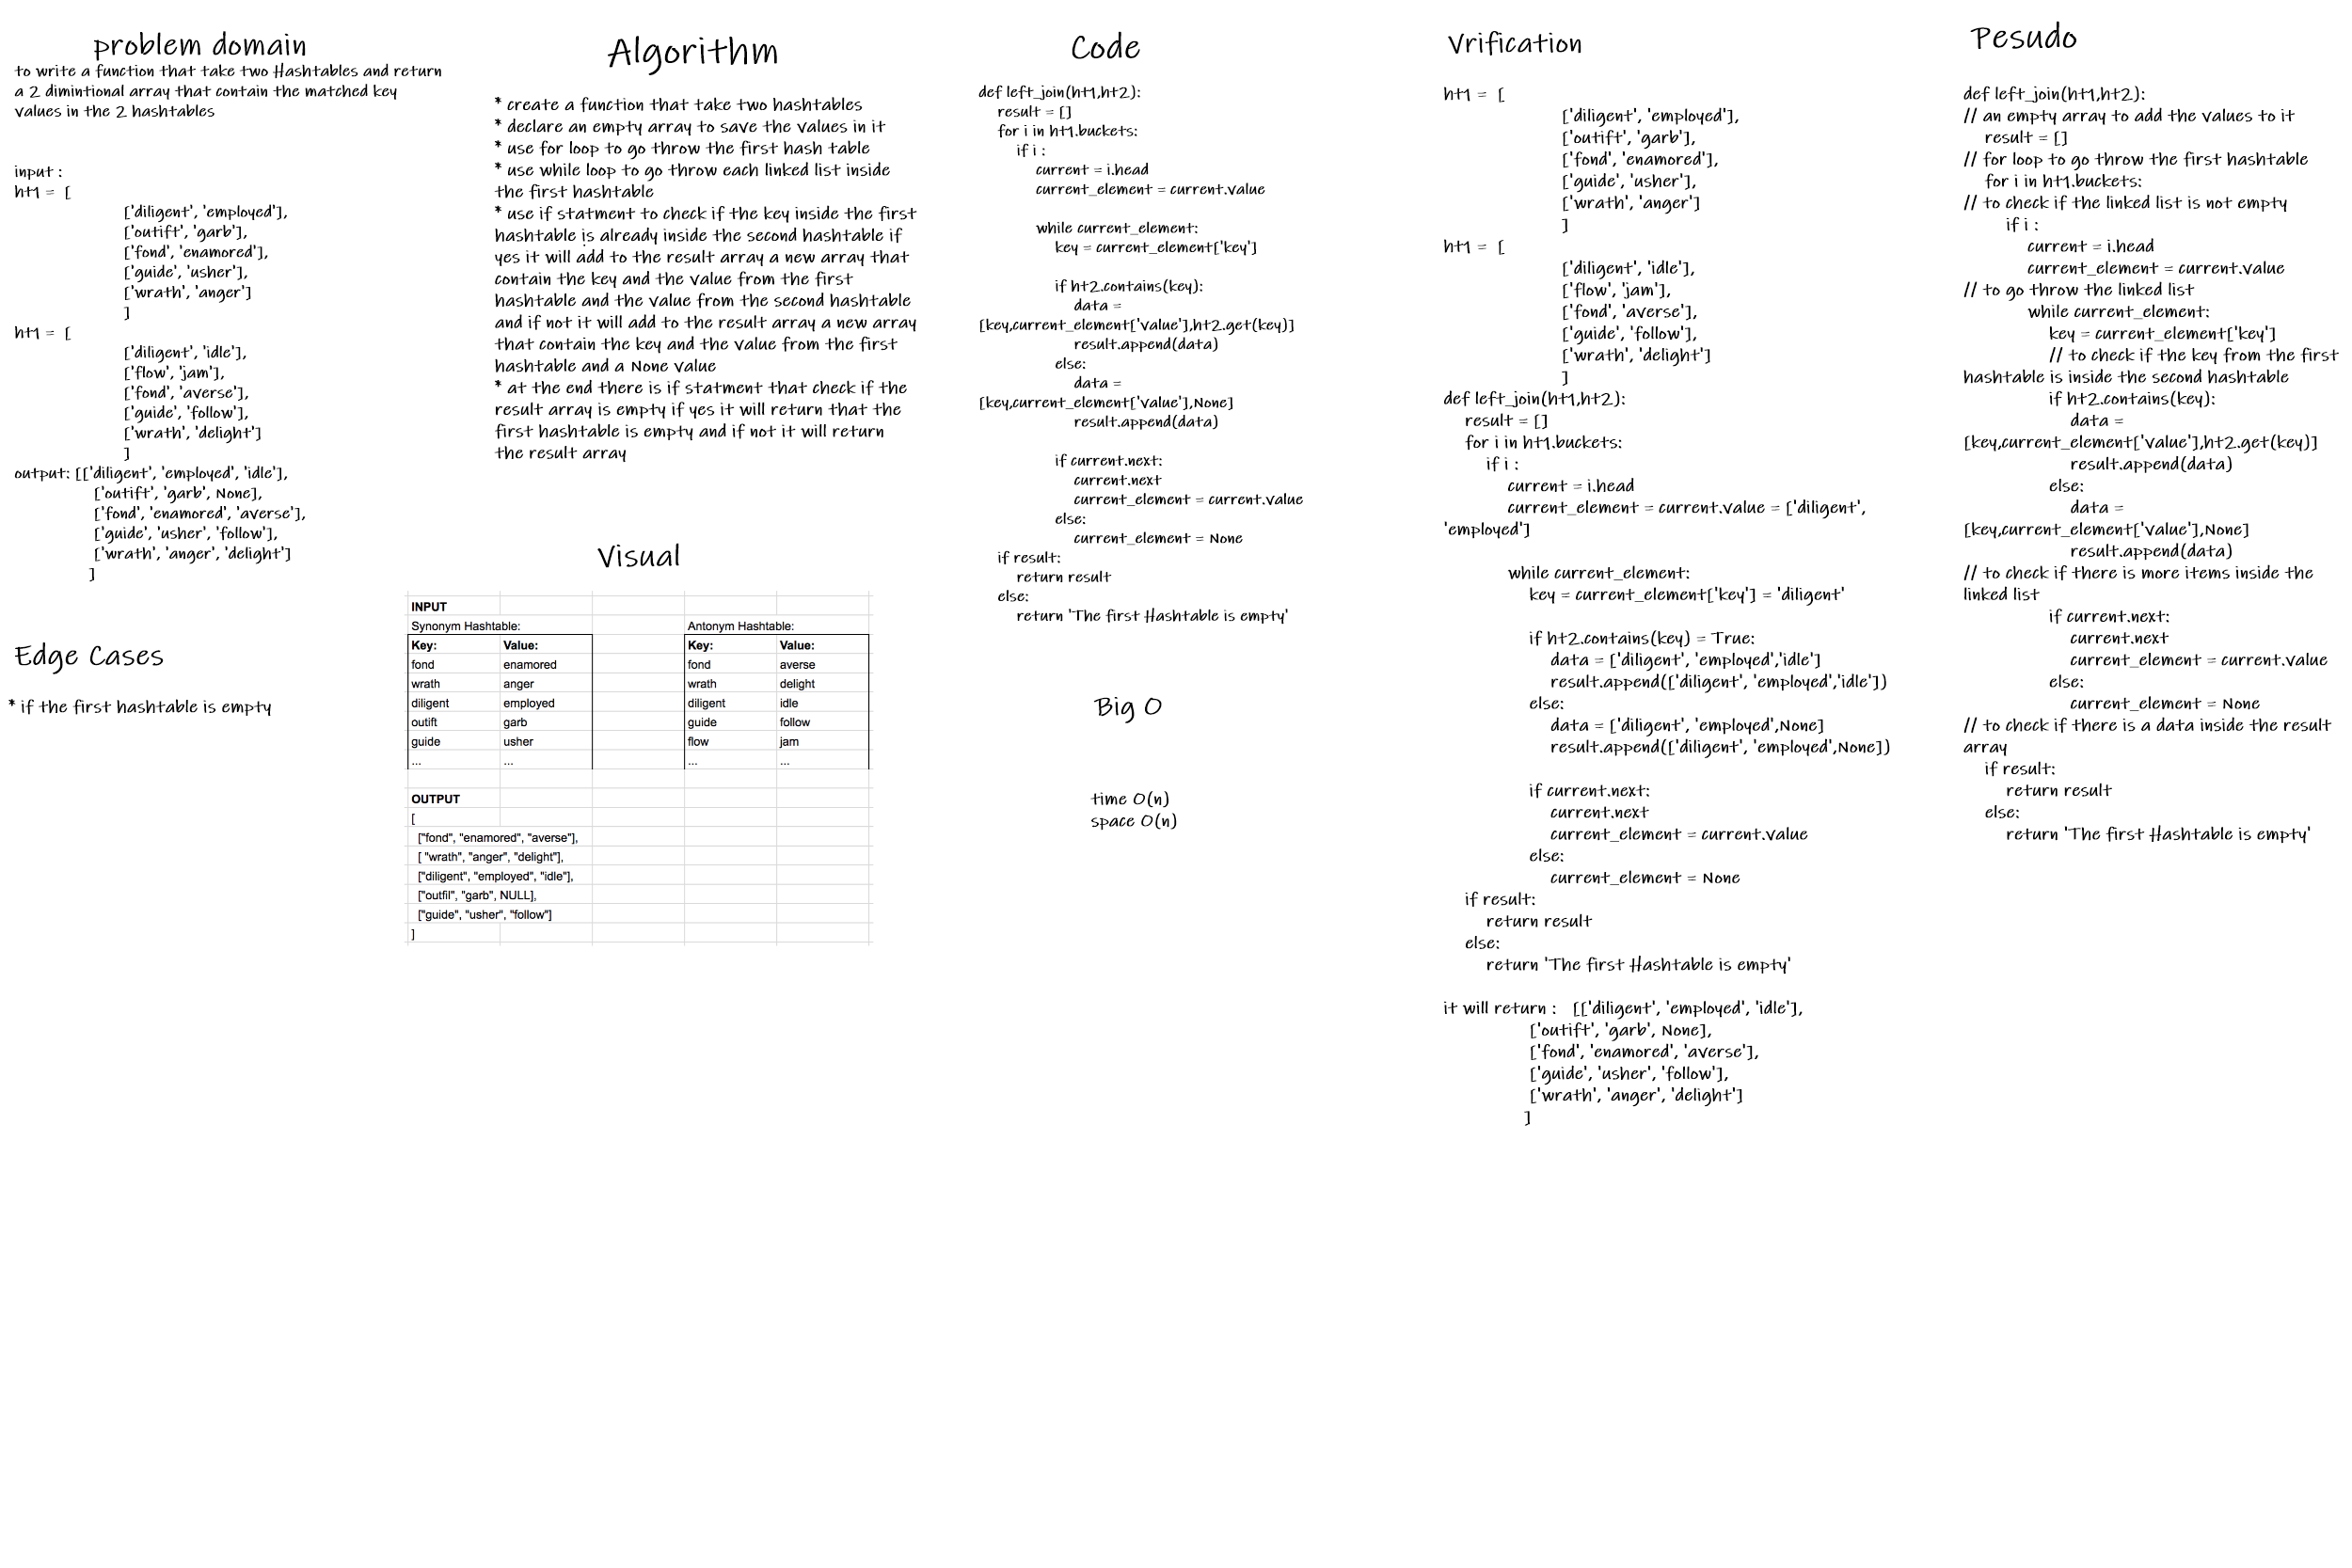 problem domain
to write a function that take two Hashtables and return
a 2 dimintional array that contain the matched key
values in the 2 hashtables
input :
ht1 = [
['diligent', 'employed'],
['outift', 'garb'],
['fond', 'enamored'],
['guide', 'usher'],
['wrath', 'anger']
]
ht1 = [
['diligent', 'idle'],
['flow', 'jam'],
['fond', 'averse'],
['guide', 'follow'],
['wrath', 'delight']
]
output: [['diligent', 'employed', 'idle'],
['outift', 'garb', None],
['fond', 'enamored', 'averse'],
['guide', 'usher', 'follow'],
['wrath', 'anger', 'delight']
]
Edge Cases
* if the first hashtable is empty
Algorithm
* create a function that take two hashtables
* declare an empty array to save the values in it
* use for loop to go throw the first hash table
* use while loop to go throw each linked list inside
the first hashtable
* use if statment to check if the key inside the first
hashtable is already inside the second hashtable if
yes it will add to the result array a new array that
contain the key and the value from the first
hashtable and the value from the second hashtable
and if not it will add to the result array a new array
that contain the key and the value from the first
hashtable and a None value
* at the end there is if statment that check if the
result array is empty if yes it will return that the
first hashtable is empty and if not it will return
the result array
Visual
INPUT
Synonym Hashtable: Antonym Hashtable:
Key: Value: Key: Value:
fond enamored fond averse
wrath anger wrath delight
diligent employed diligent idle
outift garb guide follow
guide usher flow jam
... ... ... ...
OUTPUT
[
["fond", "enamored", "averse"],
[ "wrath", "anger", "delight"],
["diligent", "employed", "idle"],
["outfil", "garb", NULL],
["guide", "usher", "follow"]
]
Code
def left_join(ht1,ht2):
result = []
for i in ht1.buckets:
if i :
current = i.head
current_element = current.value
while current_element:
key = current_element['key']
if ht2.contains(key):
data =
[key,current_element['value'],ht2.get(key)]
result.append(data)
else:
data =
[key,current_element['value'],None]
result.append(data)
if current.next:
current.next
current_element = current.value
else:
current_element = None
if result:
return result
else:
return 'The first Hashtable is empty'
Big O
time O(n)
space O(n)
Vrification
ht1 = [
['diligent', 'employed'],
['outift', 'garb'],
['fond', 'enamored'],
['guide', 'usher'],
['wrath', 'anger']
]
ht1 = [
['diligent', 'idle'],
['flow', 'jam'],
['fond', 'averse'],
['guide', 'follow'],
['wrath', 'delight']
]
def left_join(ht1,ht2):
result = []
for i in ht1.buckets:
if i :
current = i.head
current_element = current.value = ['diligent',
'employed']
while current_element:
key = current_element['key'] = 'diligent'
if ht2.contains(key) = True:
data = ['diligent', 'employed','idle']
result.append(['diligent', 'employed','idle'])
else:
data = ['diligent', 'employed',None]
result.append(['diligent', 'employed',None])
if current.next:
current.next
current_element = current.value
else:
current_element = None
if result:
return result
else:
return 'The first Hashtable is empty'
it will return : [['diligent', 'employed', 'idle'],
['outift', 'garb', None],
['fond', 'enamored', 'averse'],
['guide', 'usher', 'follow'],
['wrath', 'anger', 'delight']
]
Pesudo
def left_join(ht1,ht2):
// an empty array to add the values to it
result = []
// for loop to go throw the first hashtable
for i in ht1.buckets:
// to check if the linked list is not empty
if i :
current = i.head
current_element = current.value
// to go throw the linked list
while current_element:
key = current_element['key']
// to check if the key from the first
hashtable is inside the second hashtable
if ht2.contains(key):
data =
[key,current_element['value'],ht2.get(key)]
result.append(data)
else:
data =
[key,current_element['value'],None]
result.append(data)
// to check if there is more items inside the
linked list
if current.next:
current.next
current_element = current.value
else:
current_element = None
// to check if there is a data inside the result
array
if result:
return result
else:
return 'The first Hashtable is empty'